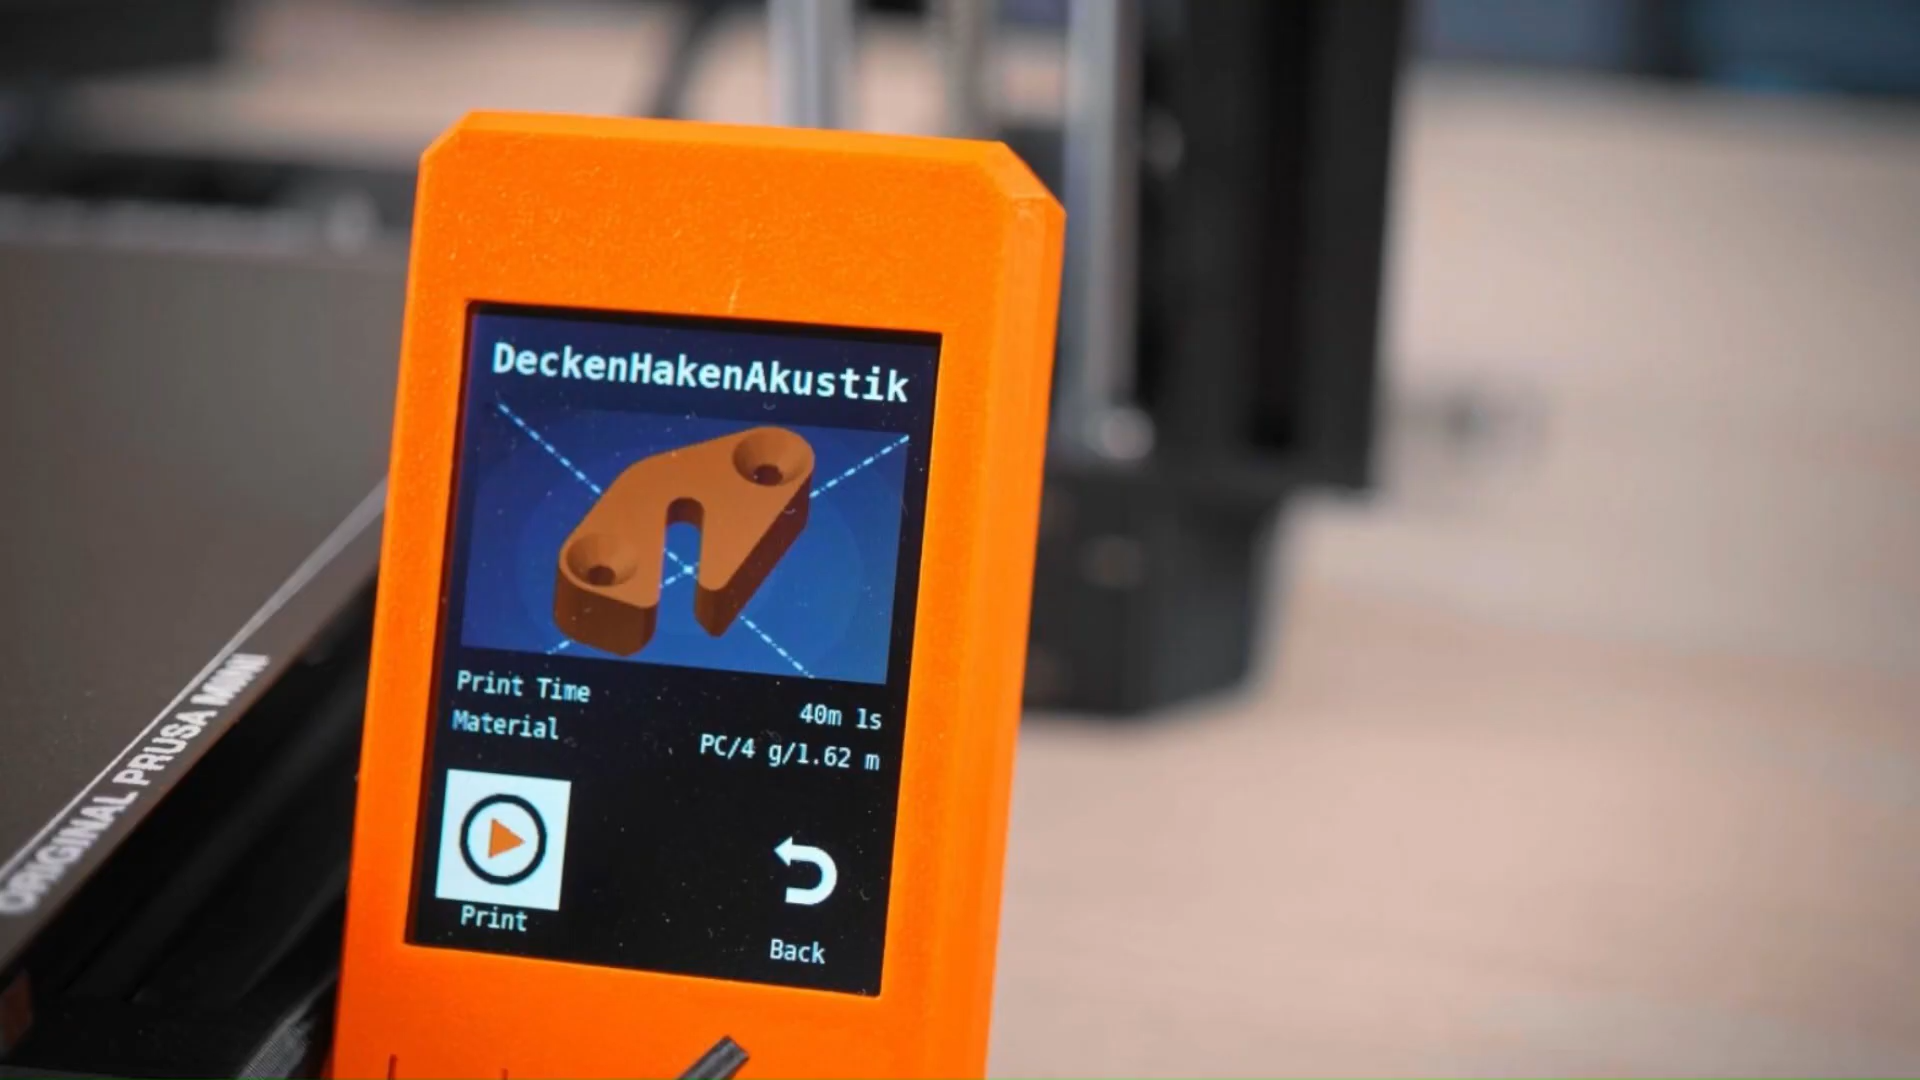 DeckenHakenAkustik
Print Time 40m 1s
Material PC/4 g/1.62 m
Print
Back
ORIGINAL PRUSA MINI